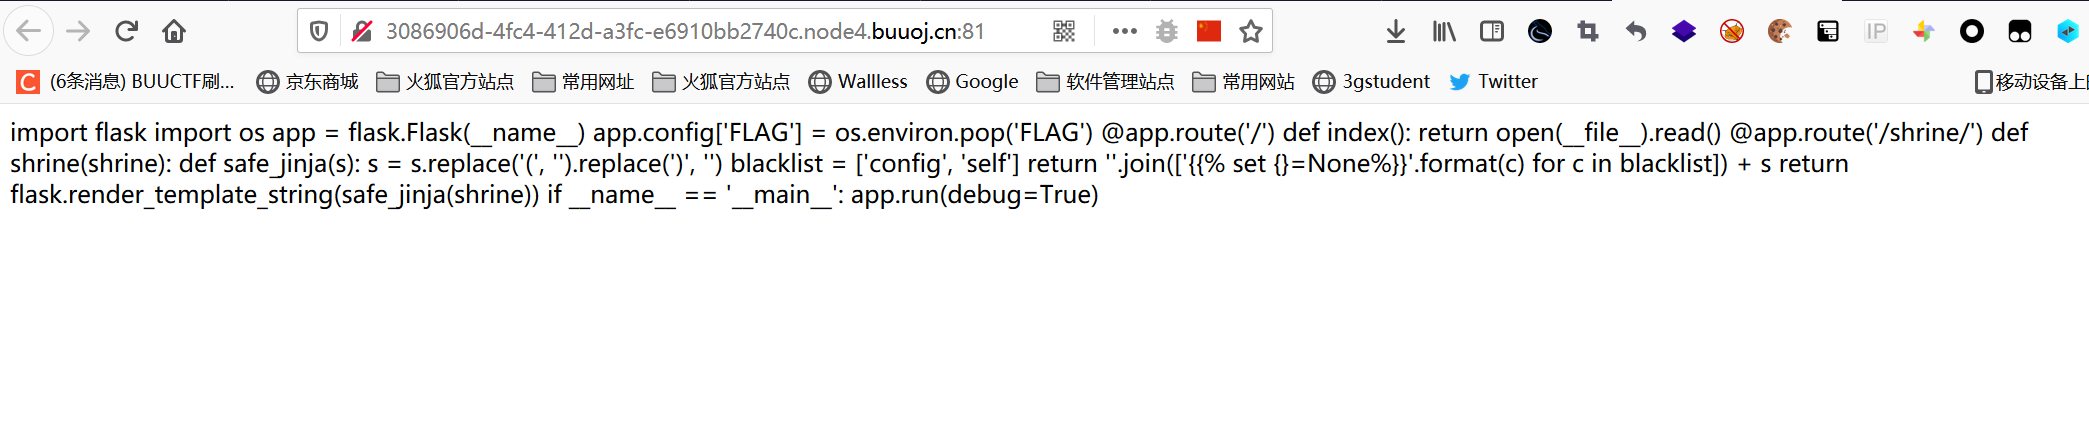 3086906d-4fc4-412d-a3fc-e6910bb2740c.node4.buuoj.cn:81
IP
C (6条消息) BUUCTF刷... 京东商城 火狐官方站点 常用网址 火狐官方站点 Wallless Google 软件管理站点 常用网站 3gstudent Twitter 移动设备上的
import flask import os app = flask.Flask(__name__) app.config['FLAG'] = os.environ.pop('FLAG') @app.route('/') def index(): return open(__file__).read() @app.route('/shrine/') def
shrine(shrine): def safe_jinja(s): s = s.replace('(', '').replace(')', '') blacklist = ['config', 'self'] return ''.join(['{{% set {}=None%}}'.format(c) for c in blacklist]) + s return
flask.render_template_string(safe_jinja(shrine)) if __name__ == '__main__': app.run(debug=True)